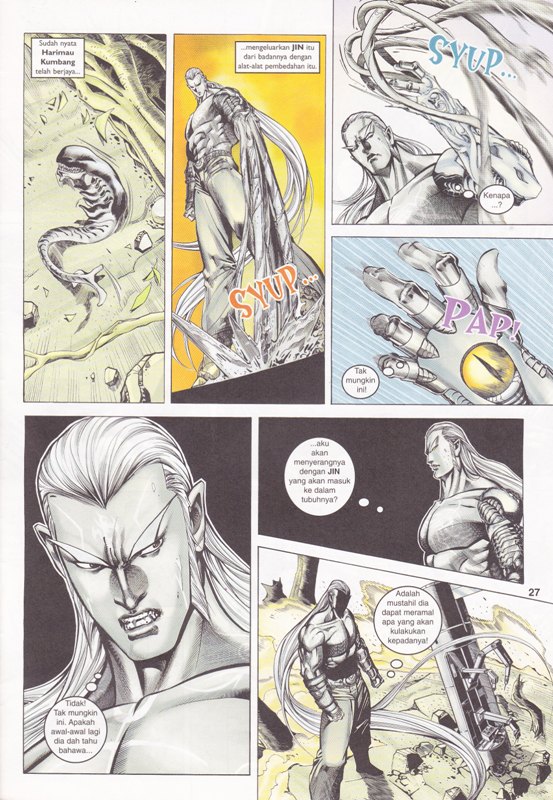 Sudah nyata
Harimau
Kumbang
telah berjaya...
...mengeluarkan JIN itu
dari badannya dengan
alat-alat pembedahan itu.
SYUP...
SYUP...
Kenapa
...?
PAP!
Tak
mungkin
ini!
...aku
akan
menyerangnya
dengan JIN
yang akan masuk
ke dalam
tubuhnya?
Tidak!
Tak mungkin
ini. Apakah
awal-awal lagi
dia dah tahu
bahawa...
27
Adalah
mustahil dia
dapat meramal
apa yang akan
kulakukan
kepadanya!